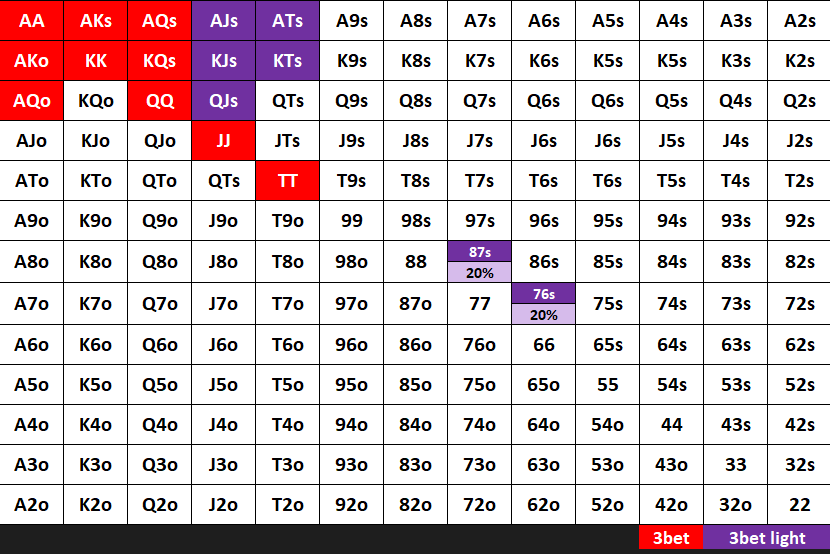 AA AKs AQs AJs ATs A9s A8s A7s A6s A5s A4s A3s A2s
AKo KK KQs KJs KTs K9s K8s K7s K6s K5s K5s K3s K2s
AQo KQo QQ QJs QTs Q9s Q8s Q7s Q6s Q6s Q5s Q4s Q2s
AJo KJo QJo JJ JTs J9s J8s J7s J6s J6s J5s J4s J2s
ATo KTo QTo QTs TT T9s T8s T7s T6s T6s T5s T4s T2s
A9o K9o Q9o J9o T9o 99 98s 97s 96s 95s 94s 93s 92s
A8o K8o Q8o J8o T8o 98o 88 87s 20% 86s 85s 84s 83s 82s
A7o K7o Q7o J7o T7o 97o 87o 77 76s 20% 75s 74s 73s 72s
A6o K6o Q6o J6o T6o 96o 86o 76o 66 65s 64s 63s 62s
A5o K5o Q5o J5o T5o 95o 85o 75o 65o 55 54s 53s 52s
A4o K4o Q4o J4o T4o 94o 84o 74o 64o 54o 44 43s 42s
A3o K3o Q3o J3o T3o 93o 83o 73o 63o 53o 43o 33 32s
A2o K2o Q2o J2o T2o 92o 82o 72o 62o 52o 42o 32o 22
3bet 3bet light